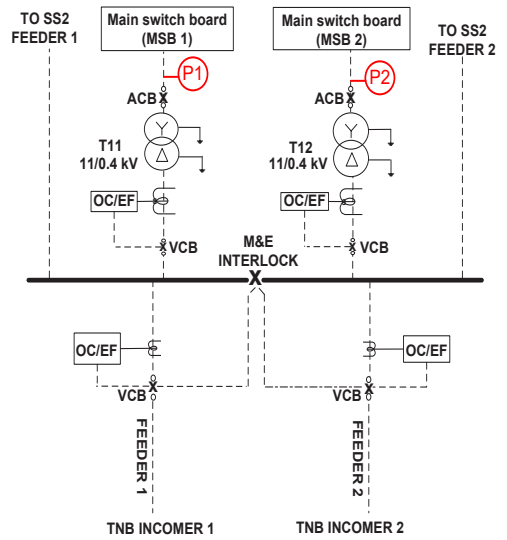 TO SS2
FEEDER 1
Main switch board
(MSB 1)
Main switch board
(MSB 2)
TO SS2
FEEDER 2
P1
P2
ACB
ACB
T11
11/0.4 kV
T12
11/0.4 kV
OC/EF
OC/EF
VCB
M&E
INTERLOCK
VCB
OC/EF
OC/EF
VCB
VCB
FEEDER 1
FEEDER 2
TNB INCOMER 1
TNB INCOMER 2